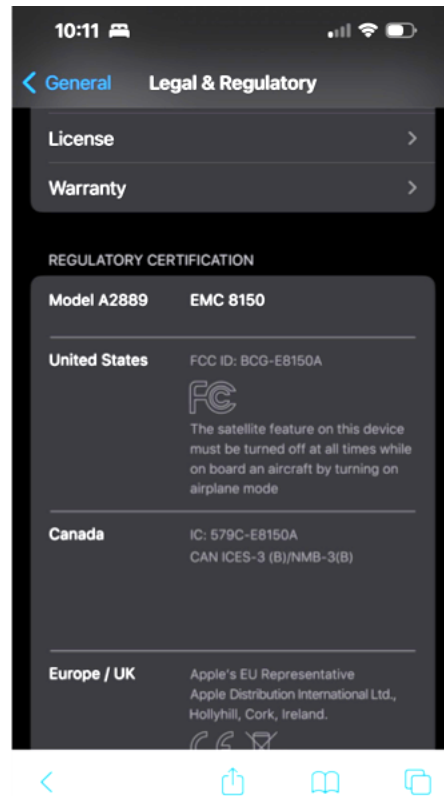 10:11
General Legal & Regulatory
License
Warranty
REGULATORY CERTIFICATION
Model A2889 EMC 8150
United States FCC ID: BCG-E8150A
FC
The satellite feature on this device
must be turned off at all times while
on board an aircraft by turning on
airplane mode
Canada IC: 579C-E8150A
CAN ICES-3 (B)/NMB-3(B)
Europe / UK Apple's EU Representative
Apple Distribution International Ltd.,
Hollyhill, Cork, Ireland.
CE